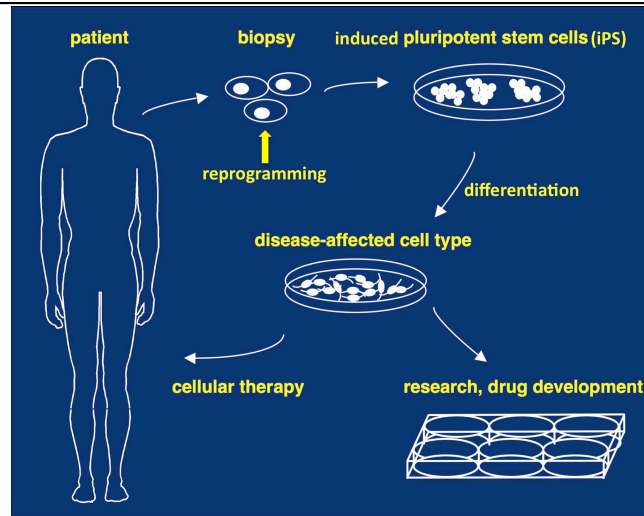 patient
biopsy
induced pluripotent stem cells (iPS)
reprogramming
differentiation
disease-affected cell type
cellular therapy
research, drug development